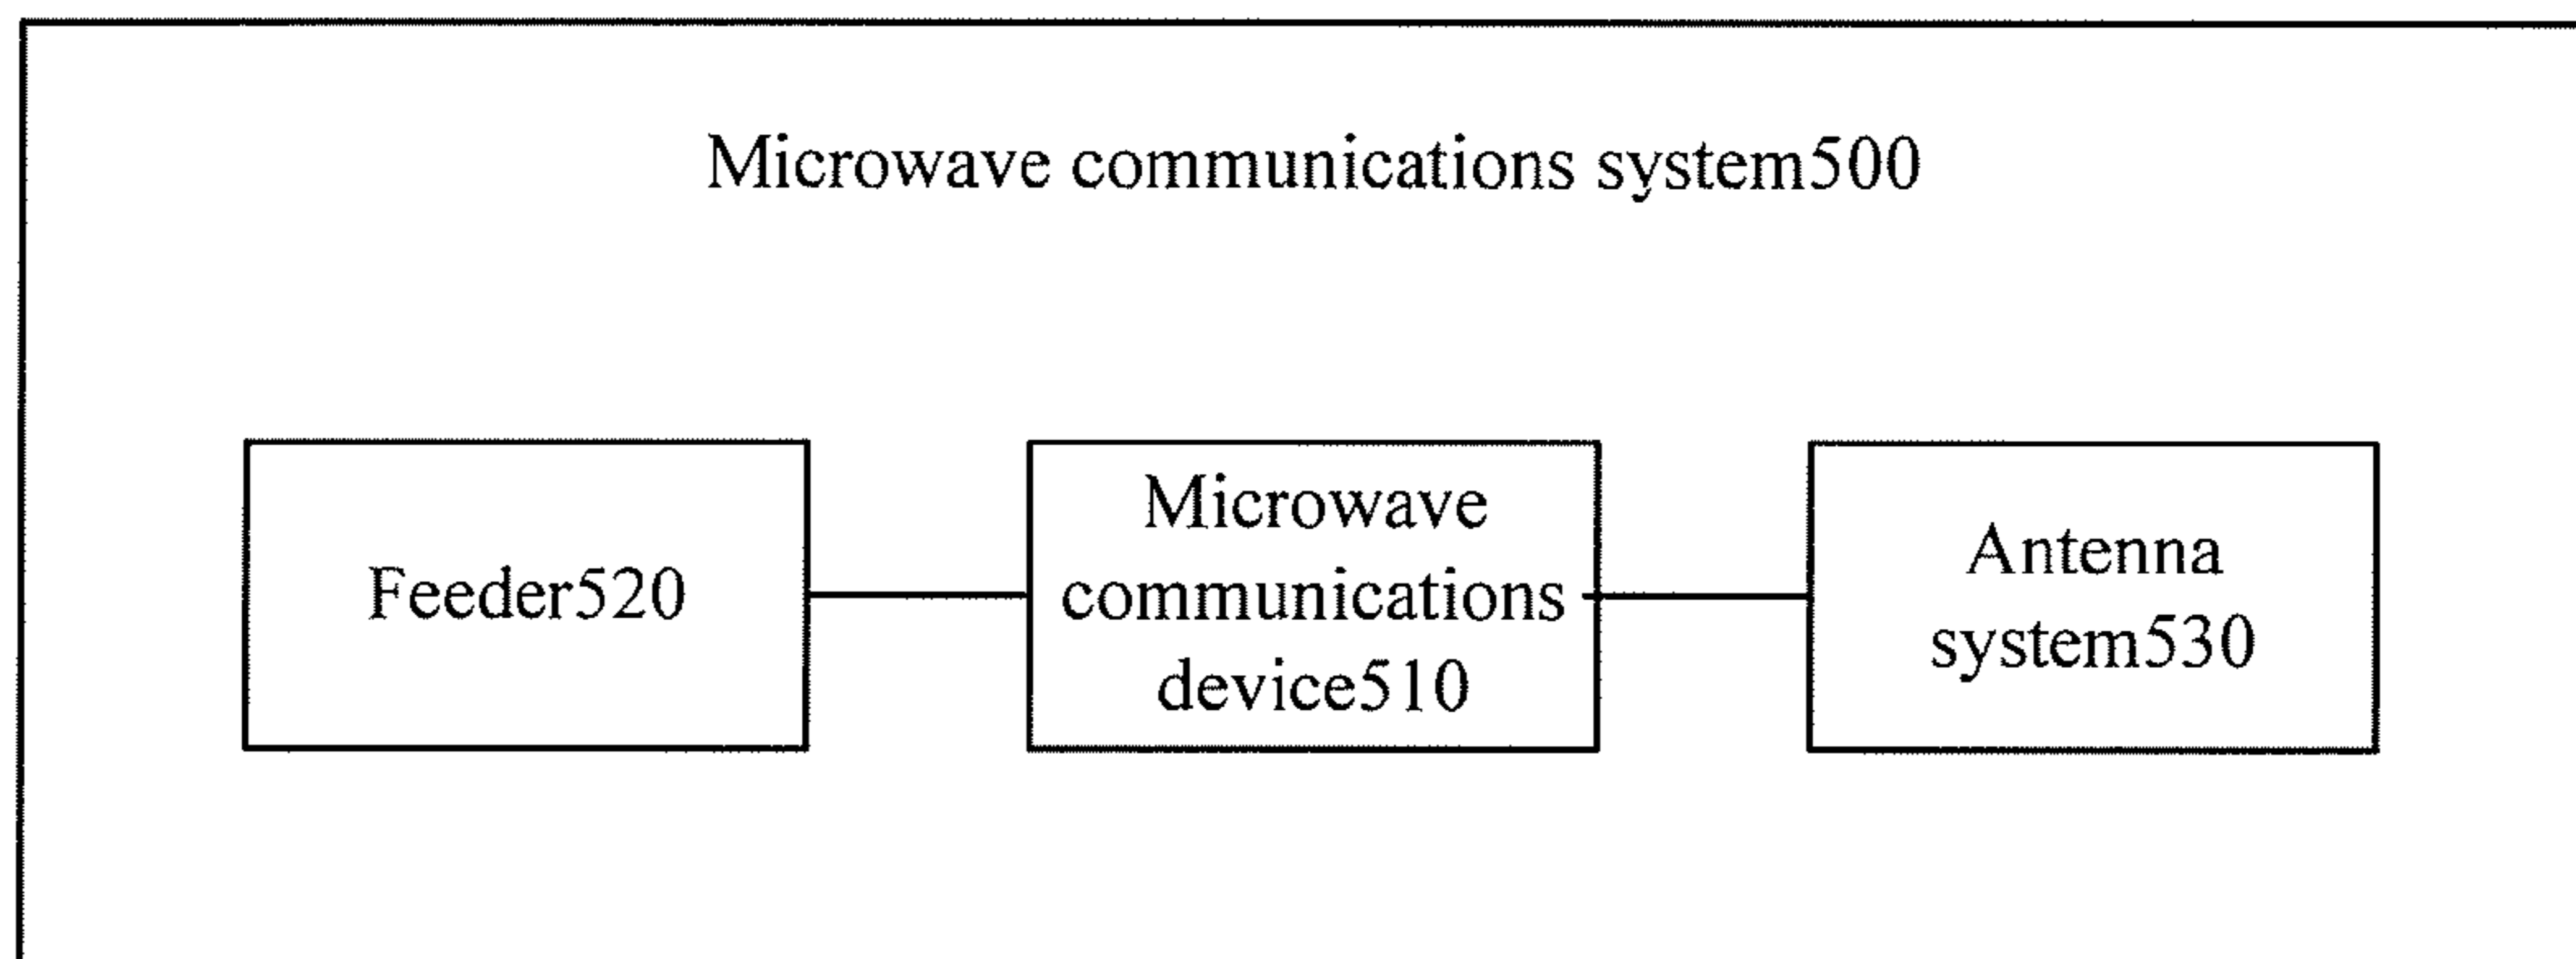 Microwave communications system500
Feeder520
Microwave
communications
device510
Antenna
system530